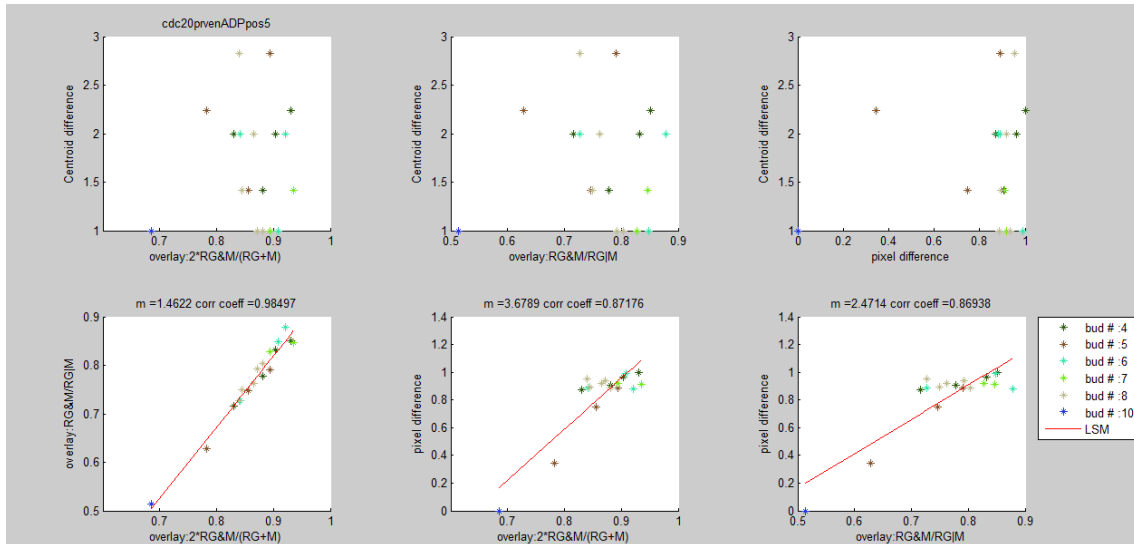 cdc20prvenADPpos5
3
2.5
2
1.5
1
Centroid difference
0.7 0.8 0.9 1
overlay:2*RG&M/(RG+M)
3
2.5
2
1.5
1
Centroid difference
0.5 0.6 0.7 0.8 0.9
overlay:RG&M/RG|M
3
2.5
2
1.5
1
Centroid difference
0 0.2 0.4 0.6 0.8 1
pixel difference
m =1.4622 corr coeff =0.98497
0.9
0.8
0.7
0.6
0.5
overlay:RG&M/RG|M
0.7 0.8 0.9 1
overlay:2*RG&M/(RG+M)
m =3.6789 corr coeff =0.87176
1.4
1.2
1
0.8
0.6
0.4
0.2
0
pixel difference
0.7 0.8 0.9 1
overlay:2*RG&M/(RG+M)
m =2.4714 corr coeff =0.86938
1.4
1.2
1
0.8
0.6
0.4
0.2
0
pixel difference
0.5 0.6 0.7 0.8 0.9
overlay:RG&M/RG|M
bud # :4
bud # :5
bud # :6
bud # :7
bud # :8
bud # :10
LSM